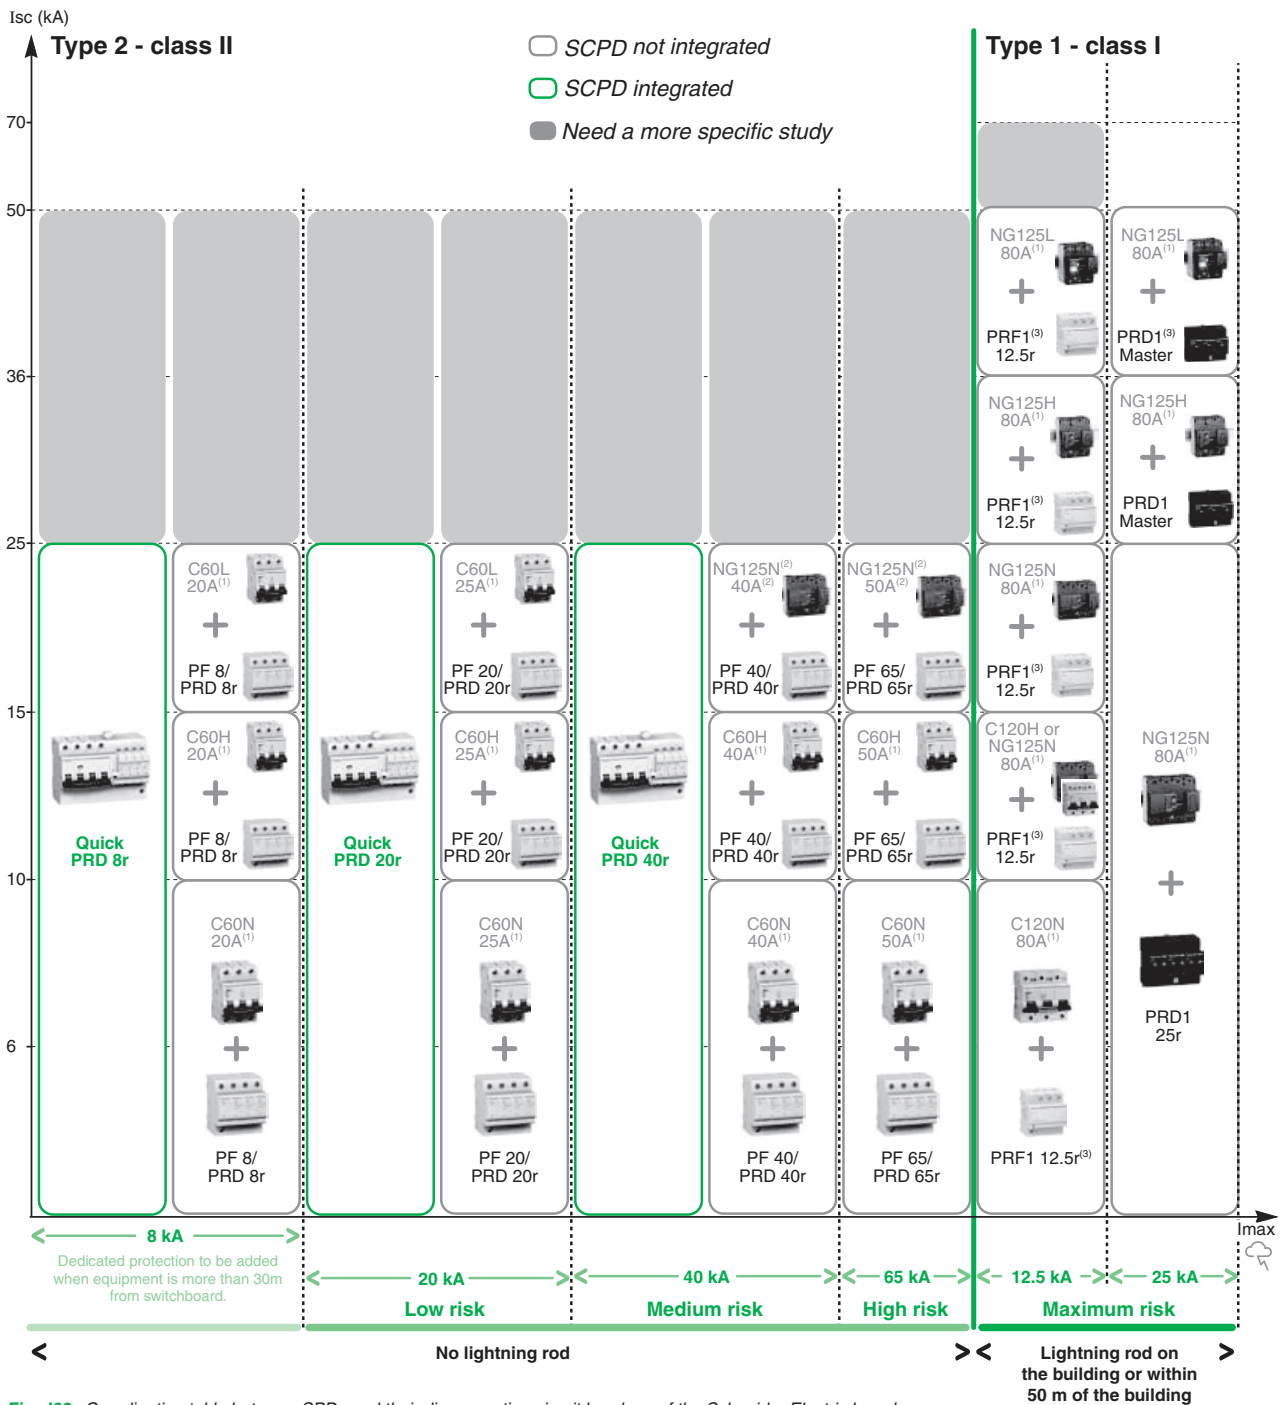 Isc (kA)
Type 2 - class II
SCPD not integrated
SCPD integrated
Need a more specific study
Type 1 - class I
70
50
36
25
15
10
6
NG125L
80A(1)
PRF1(3)
12.5r
NG125L
80A(1)
PRD1(3)
Master
NG125H
80A(1)
PRF1(3)
12.5r
NG125H
80A(1)
PRD1
Master
C60L
20A(1)
PF 8/
PRD 8r
C60L
25A(1)
PF 20/
PRD 20r
NG125N(2)
40A(2)
PF 40/
PRD 40r
NG125N(2)
50A(2)
PF 65/
PRD 65r
NG125N
80A(1)
PRF1(3)
12.5r
Quick
PRD 8r
C60H
20A(1)
PF 8/
PRD 8r
Quick
PRD 20r
C60H
25A(1)
PF 20/
PRD 20r
Quick
PRD 40r
C60H
40A(1)
PF 40/
PRD 40r
C60H
50A(1)
PF 65/
PRD 65r
C120H or
NG125N
80A(1)
PRF1(3)
12.5r
NG125N
80A(1)
PRD1
25r
C60N
20A(1)
PF 8/
PRD 8r
C60N
25A(1)
PF 20/
PRD 20r
C60N
40A(1)
PF 40/
PRD 40r
C60N
50A(1)
PF 65/
PRD 65r
C120N
80A(1)
PRF1 12.5r(3)
Imax
8 kA
Dedicated protection to be added
when equipment is more than 30m
from switchboard.
20 kA
40 kA
65 kA
12.5 kA
25 kA
Low risk
Medium risk
High risk
Maximum risk
No lightning rod
Lightning rod on
the building or within
50 m of the building